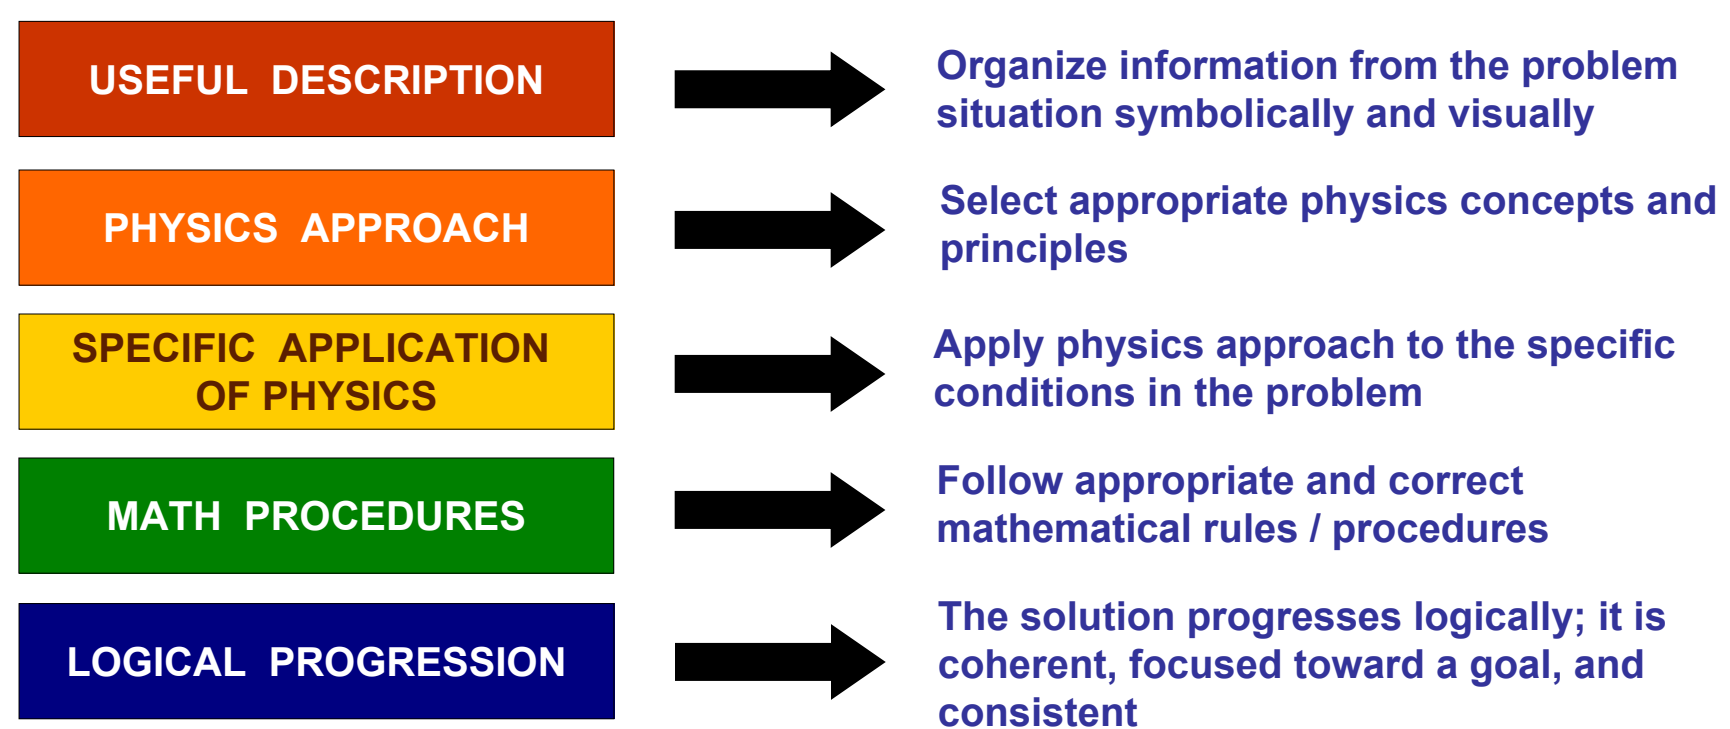 USEFUL DESCRIPTION
Organize information from the problem
situation symbolically and visually
PHYSICS APPROACH
Select appropriate physics concepts and
principles
SPECIFIC APPLICATION
OF PHYSICS
Apply physics approach to the specific
conditions in the problem
MATH PROCEDURES
Follow appropriate and correct
mathematical rules / procedures
LOGICAL PROGRESSION
The solution progresses logically; it is
coherent, focused toward a goal, and
consistent